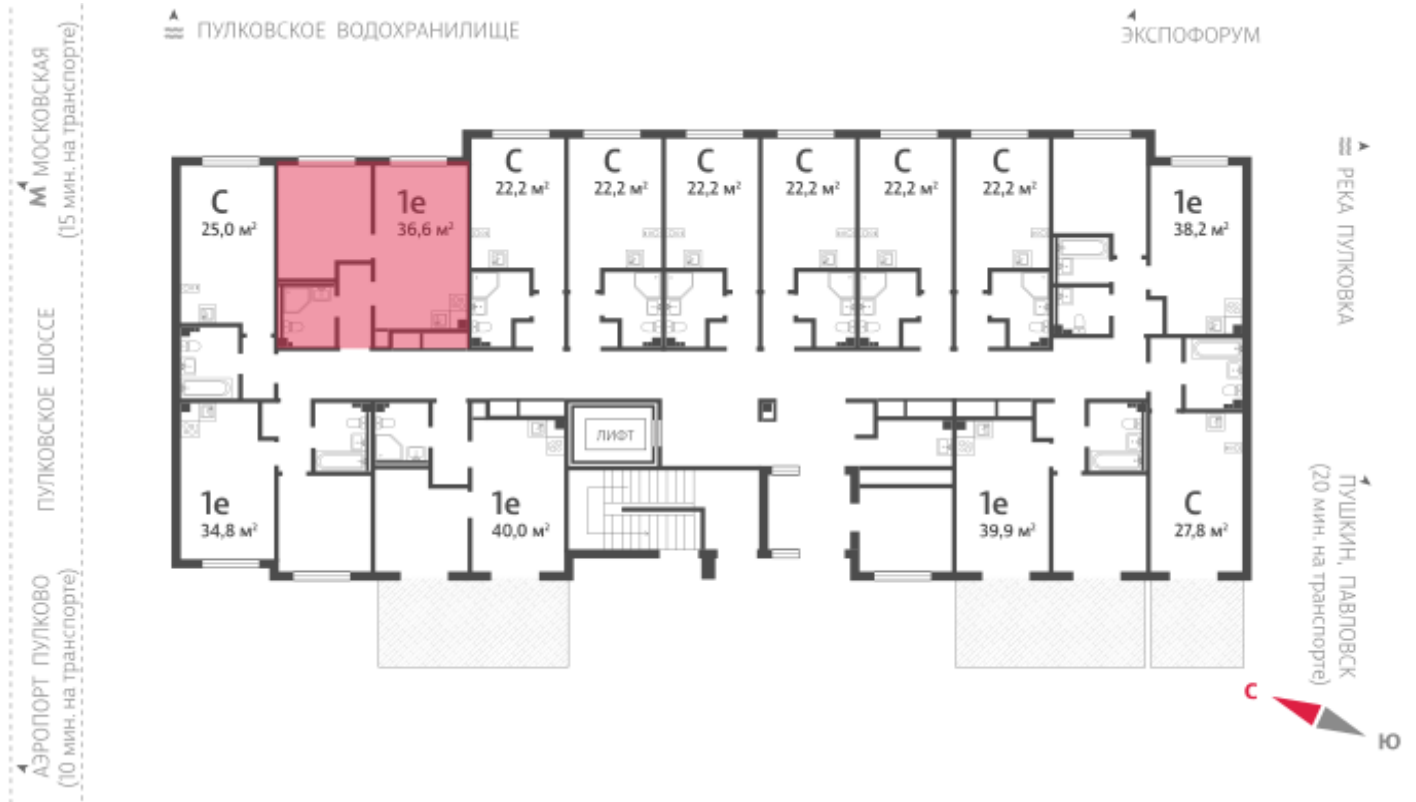 ПУЛКОВСКОЕ ВОДОХРАНИЛИЩЕ
ЭКСПОФОРУМ
М МОСКОВСКАЯ
(15 мин. на транспорте)
ПУЛКОВСКОЕ ШОССЕ
АЭРОПОРТ ПУЛКОВО
(10 мин. на транспорте)
С
25,0 м²
1е
36,6 м²
С
22,2 м²
С
22,2 м²
С
22,2 м²
С
22,2 м²
С
22,2 м²
С
22,2 м²
1е
38,2 м²
1е
34,8 м²
1е
40,0 м²
ЛИФТ
1е
39,9 м²
С
27,8 м²
РЕКА ПУЛКОВКА
ПУШКИН, ПАВЛОВСК
(20 мин. на транспорте)
С
Ю